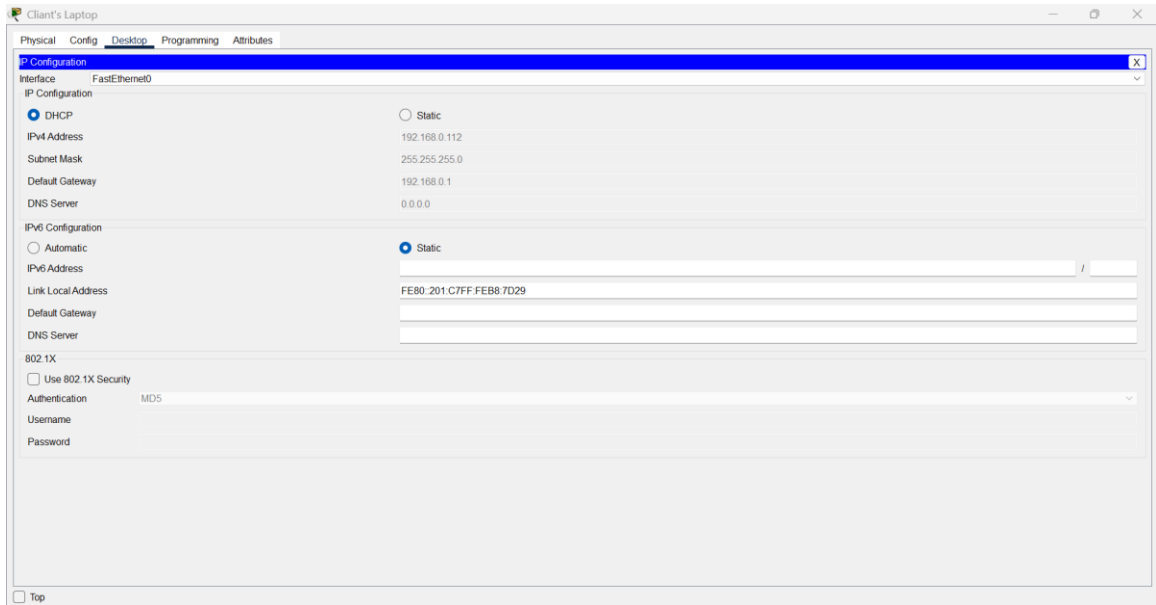 Cliant's Laptop
Physical Config Desktop Programming Attributes
IP Configuration X
Interface FastEthernet0
IP Configuration
DHCP Static
IPv4 Address 192.168.0.112
Subnet Mask 255.255.255.0
Default Gateway 192.168.0.1
DNS Server 0.0.0.0
IPv6 Configuration
Automatic Static
IPv6 Address /
Link Local Address FE80::201:C7FF:FEB8:7D29
Default Gateway
DNS Server
802.1X
Use 802.1X Security
Authentication MD5
Username
Password
Top